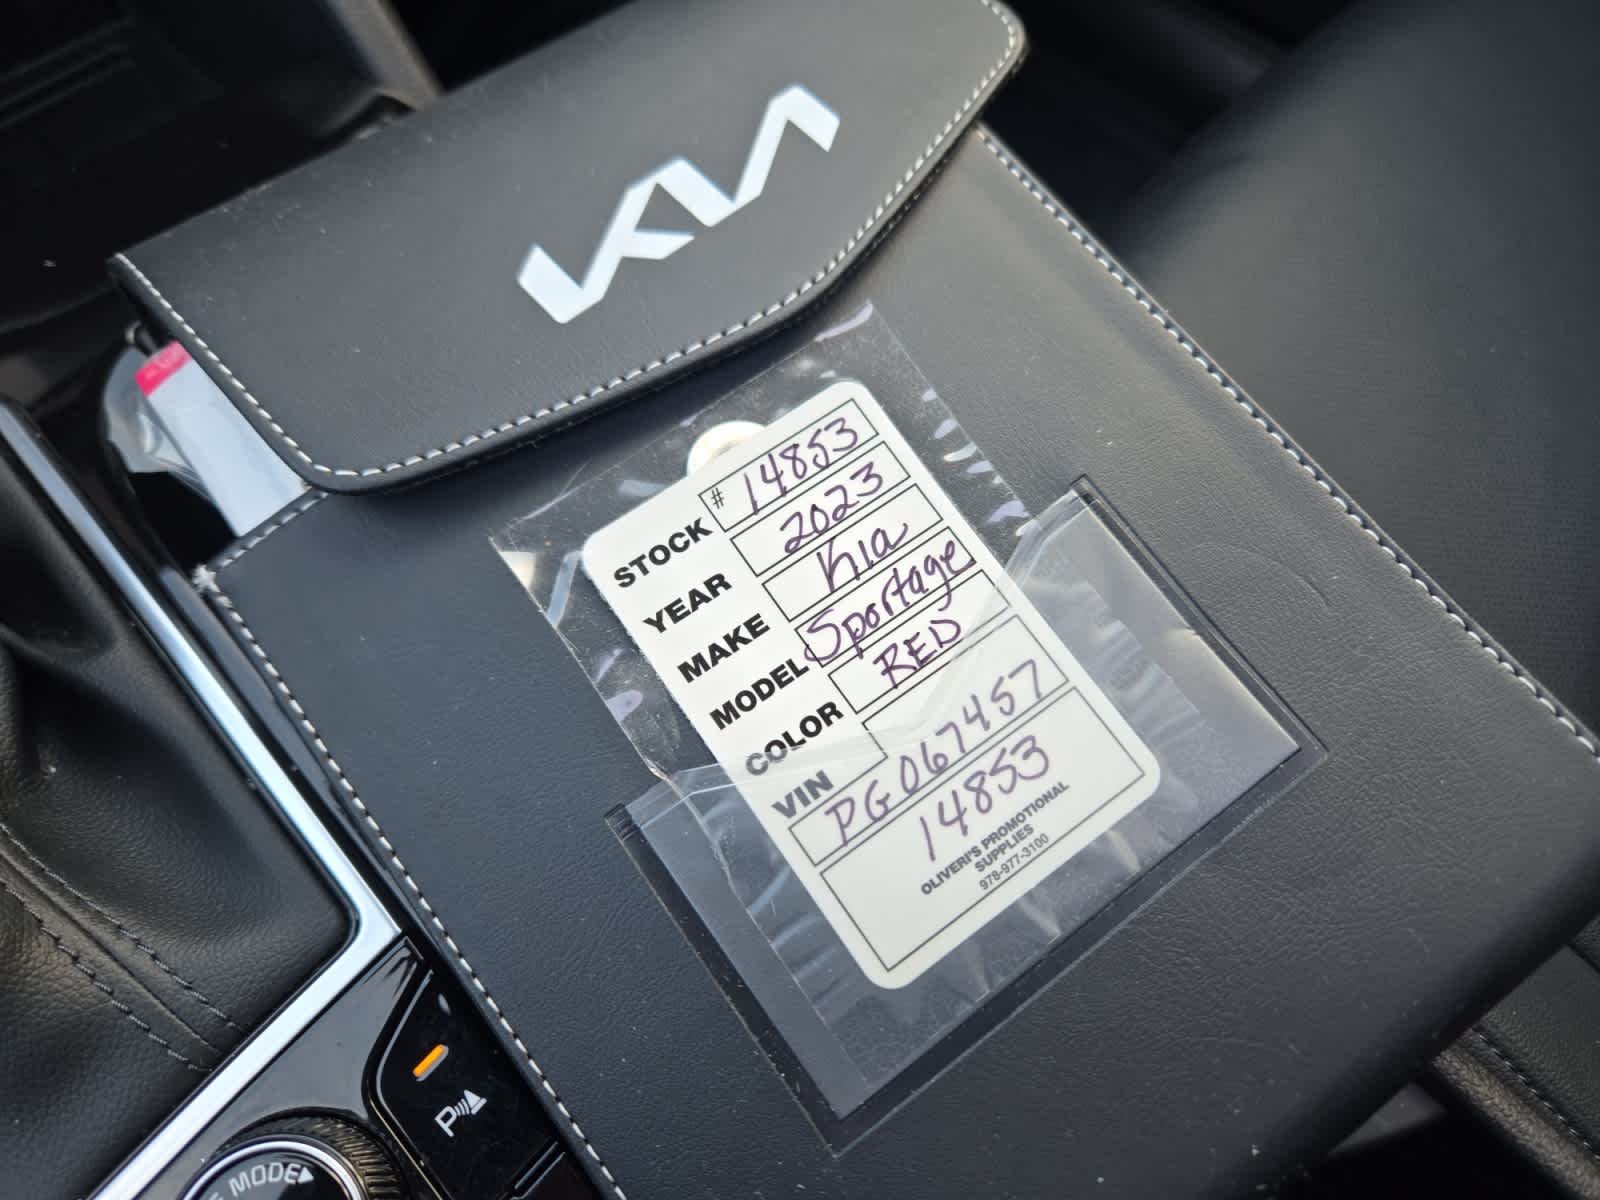 KIA
STOCK # 14853
YEAR 2023
MAKE Kia
MODEL Sportage
COLOR RED
VIN
PG067457
14853
OLIVERI'S PROMOTIONAL
SUPPLIES
978-977-3100
P
MODE